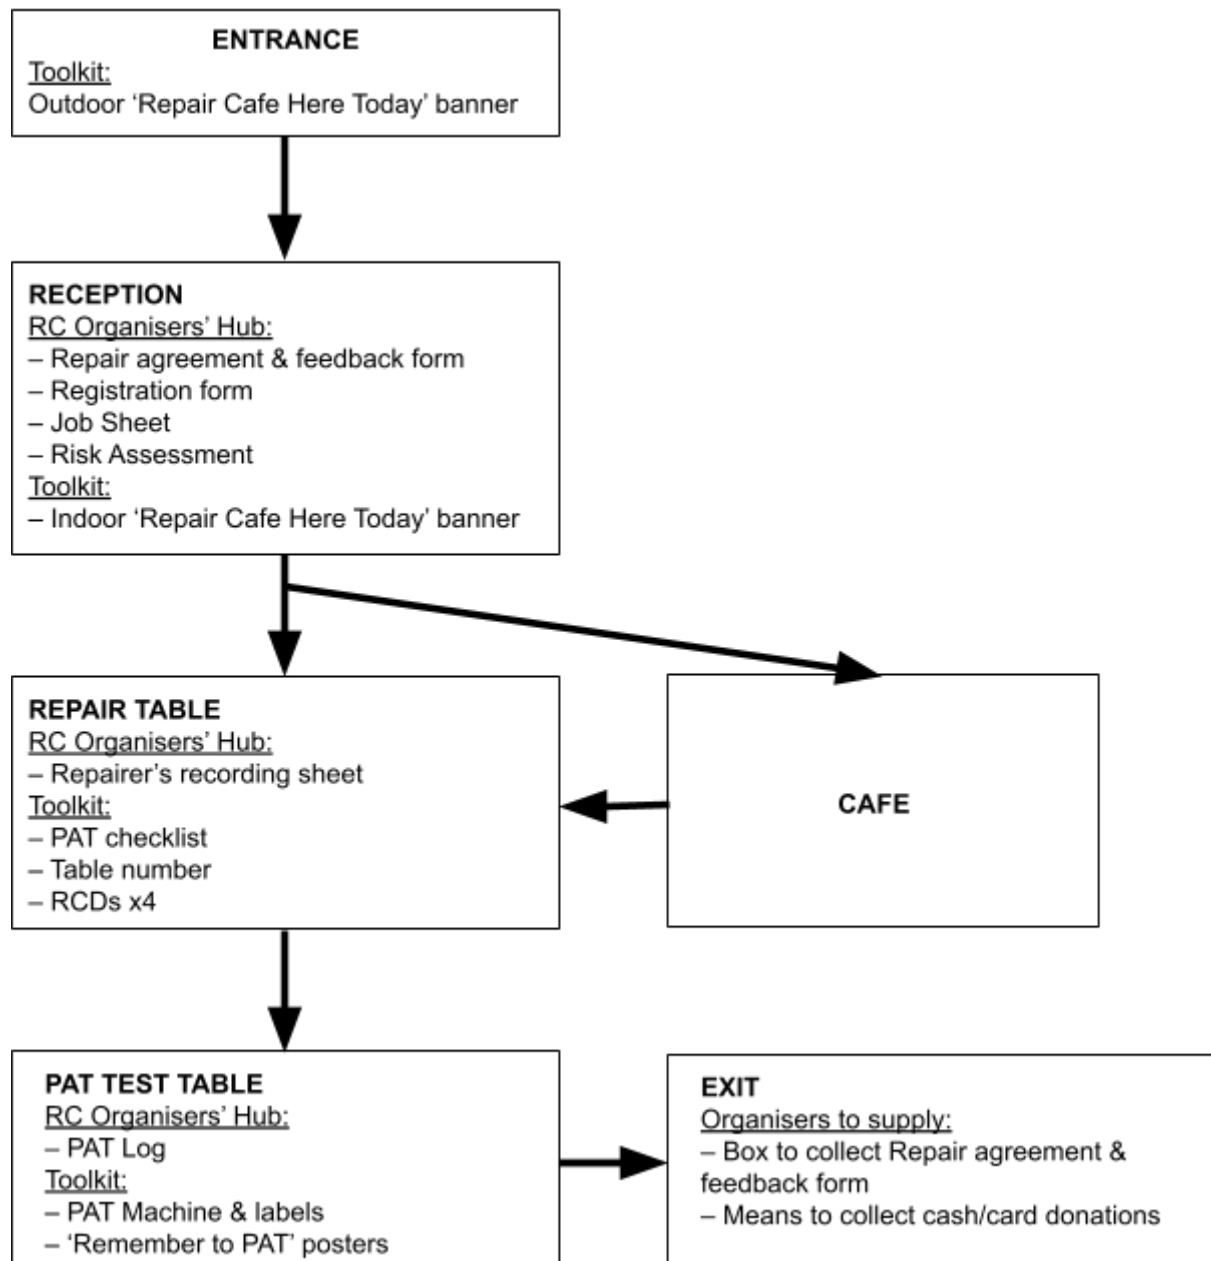 ENTRANCE
Toolkit:
Outdoor ‘Repair Cafe Here Today’ banner
RECEPTION
RC Organisers’ Hub:
– Repair agreement & feedback form
– Registration form
– Job Sheet
– Risk Assessment
Toolkit:
– Indoor ‘Repair Cafe Here Today’ banner
REPAIR TABLE
RC Organisers’ Hub:
– Repairer’s recording sheet
Toolkit:
– PAT checklist
– Table number
– RCDs x4
CAFE
PAT TEST TABLE
RC Organisers’ Hub:
– PAT Log
Toolkit:
– PAT Machine & labels
– ‘Remember to PAT’ posters
EXIT
Organisers to supply:
– Box to collect Repair agreement &
feedback form
– Means to collect cash/card donations